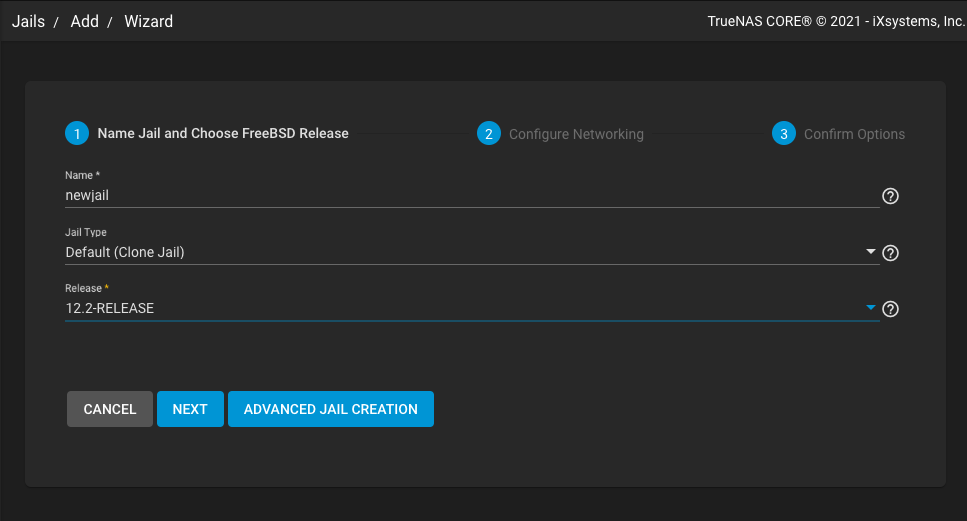 Jails / Add / Wizard
TrueNAS CORE® © 2021 - iXsystems, Inc.
1 Name Jail and Choose FreeBSD Release
2 Configure Networking
3 Confirm Options
Name *
newjail
Jail Type
Default (Clone Jail)
Release *
12.2-RELEASE
CANCEL
NEXT
ADVANCED JAIL CREATION